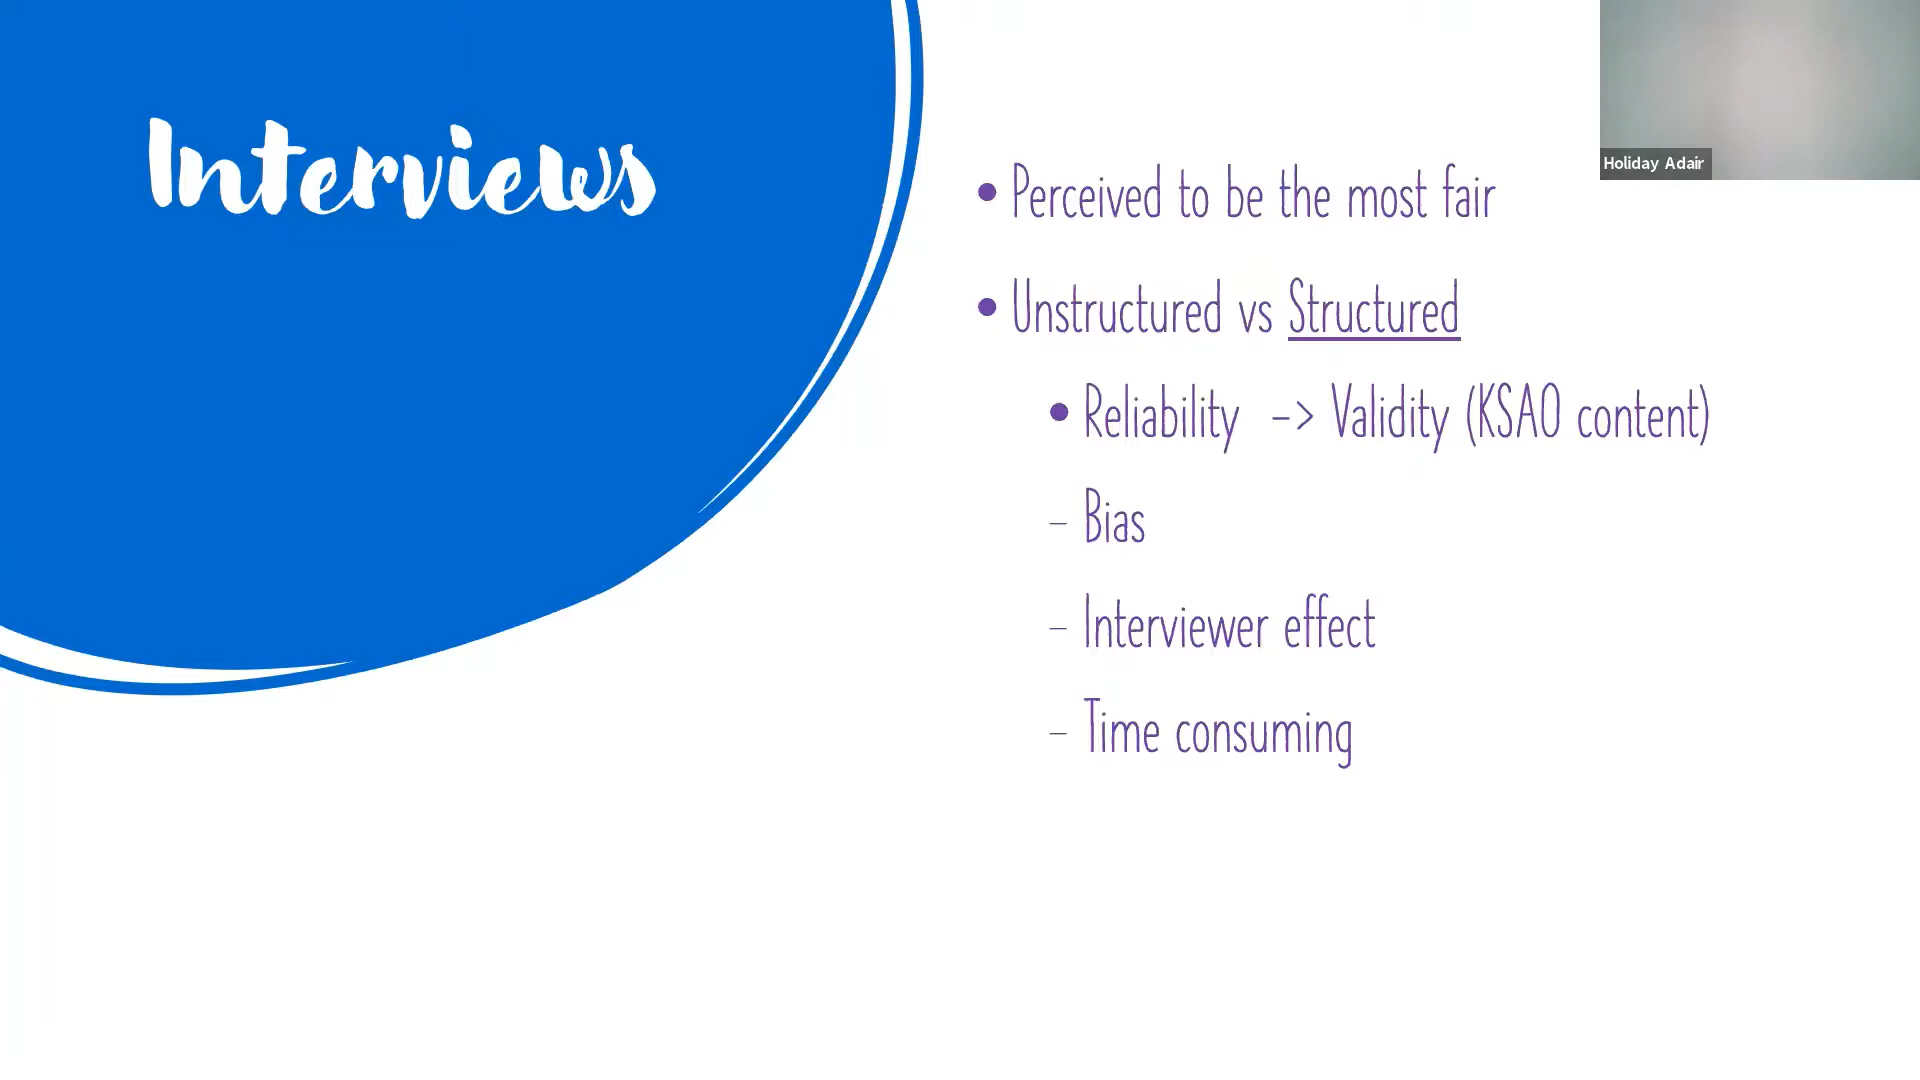 Interviews
Holiday Adair
• Perceived to be the most fair
• Unstructured vs Structured
• Reliability -> Validity (KSAO content)
– Bias
– Interviewer effect
– Time consuming